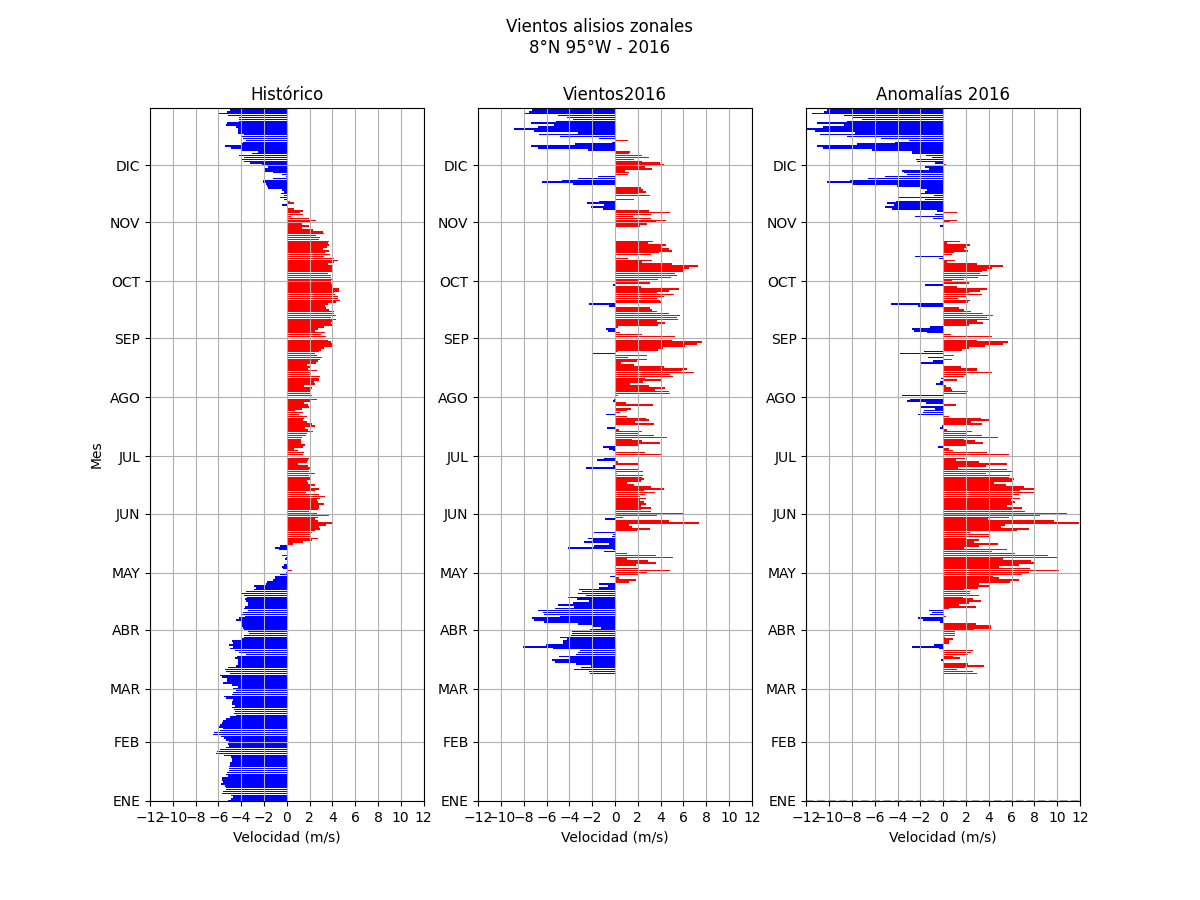 Vientos alisios zonales
8°N 95°W - 2016
Histórico
Vientos2016
Anomalías 2016
Mes
DIC
NOV
OCT
SEP
AGO
JUL
JUN
MAY
ABR
MAR
FEB
ENE
−12 −10 −8 −6 −4 −2 0 2 4 6 8 10 12
Velocidad (m/s)
DIC
NOV
OCT
SEP
AGO
JUL
JUN
MAY
ABR
MAR
FEB
ENE
−12 −10 −8 −6 −4 −2 0 2 4 6 8 10 12
Velocidad (m/s)
DIC
NOV
OCT
SEP
AGO
JUL
JUN
MAY
ABR
MAR
FEB
ENE
−12 −10 −8 −6 −4 −2 0 2 4 6 8 10 12
Velocidad (m/s)